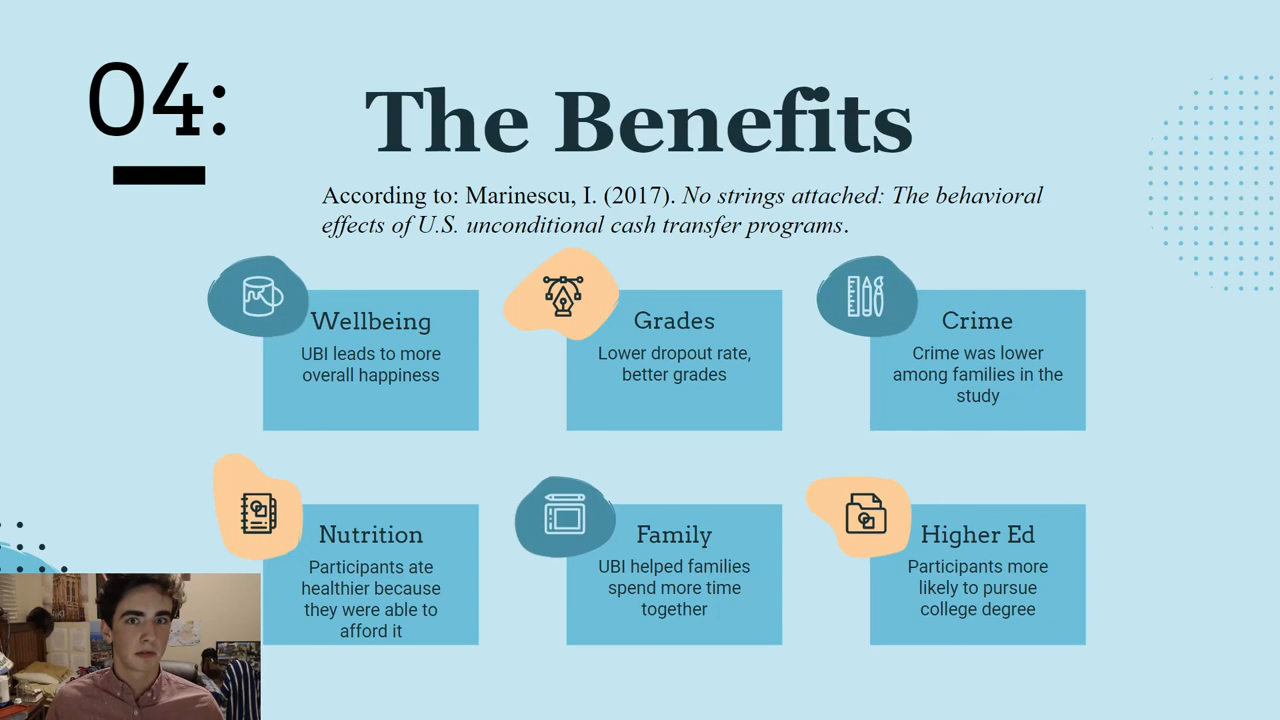 04:
The Benefits
According to: Marinescu, I. (2017). No strings attached: The behavioral
effects of U.S. unconditional cash transfer programs.
Wellbeing
UBI leads to more
overall happiness
Grades
Lower dropout rate,
better grades
Crime
Crime was lower
among families in the
study
Nutrition
Participants ate
healthier because
they were able to
afford it
Family
UBI helped families
spend more time
together
Higher Ed
Participants more
likely to pursue
college degree